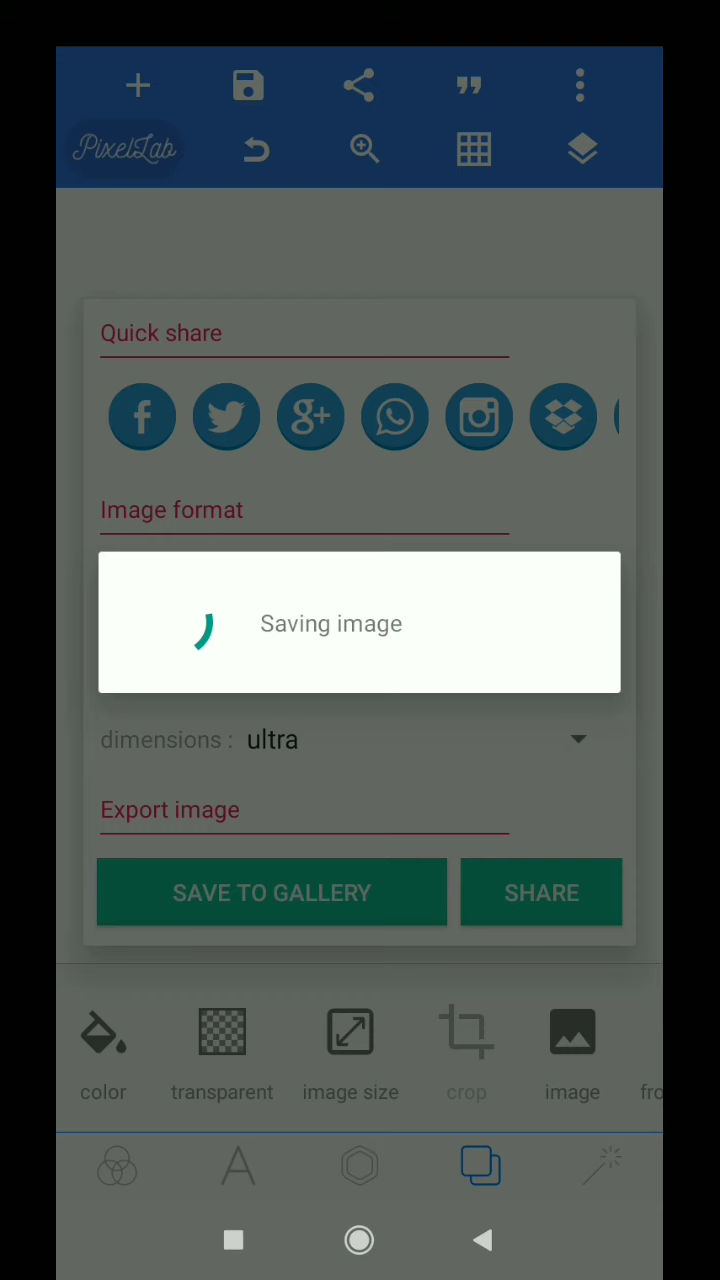 PixelLab
Quick share
Image format
Saving image
dimensions : ultra
Export image
SAVE TO GALLERY SHARE
color transparent image size crop image fro